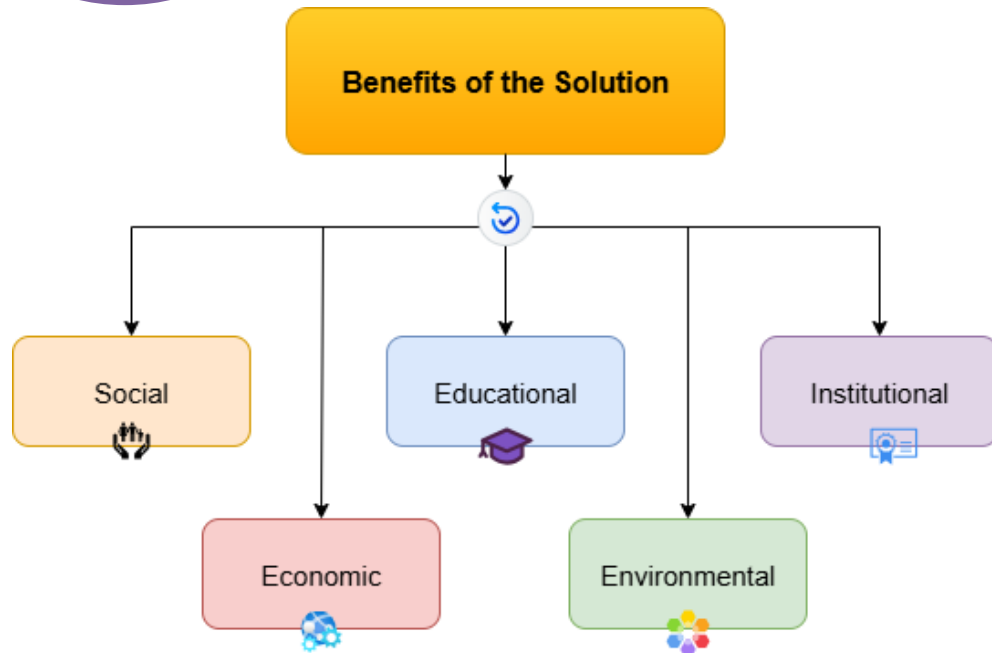 Benefits of the Solution
Social
Educational
Institutional
Economic
Environmental